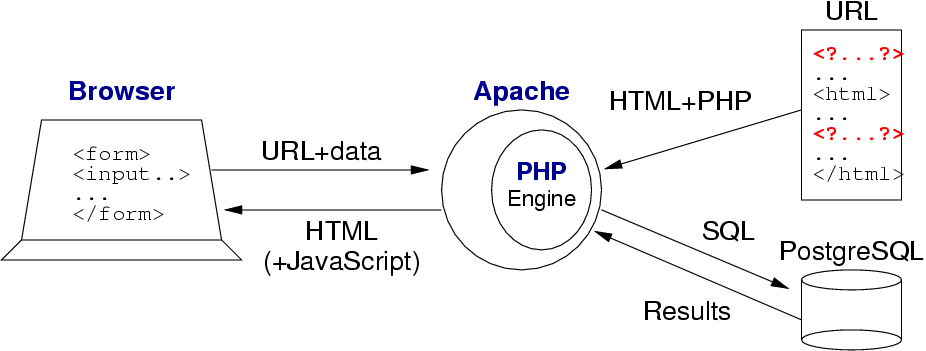 URL
<?...?>
...
<html>
...
<?...?>
...
</html>
Browser
<form>
<input..>
...
</form>
URL+data
HTML
(+JavaScript)
Apache
PHP
Engine
HTML+PHP
SQL
PostgreSQL
Results